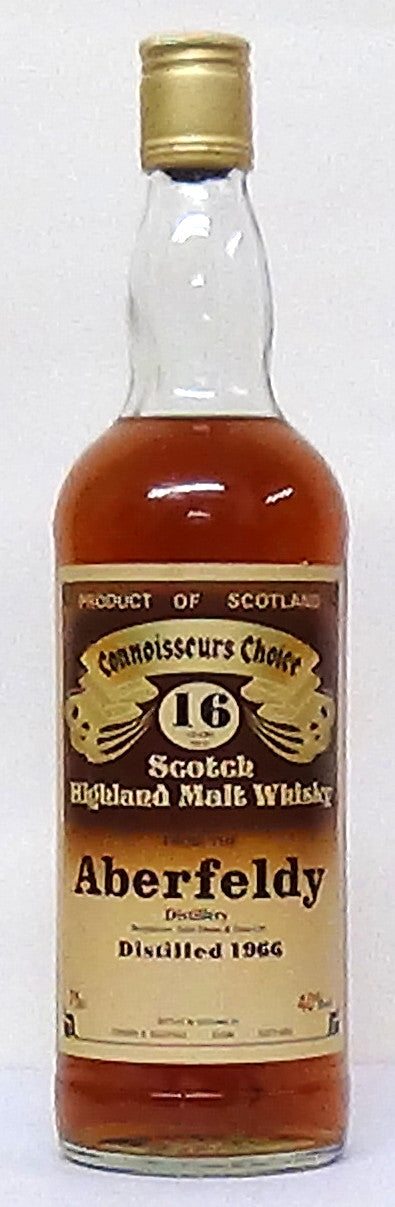 PRODUCT OF SCOTLAND
Connoisseurs Choice
16
Scotch
Highland Malt Whisky
Aberfeldy
Distillery
Distilled 1966